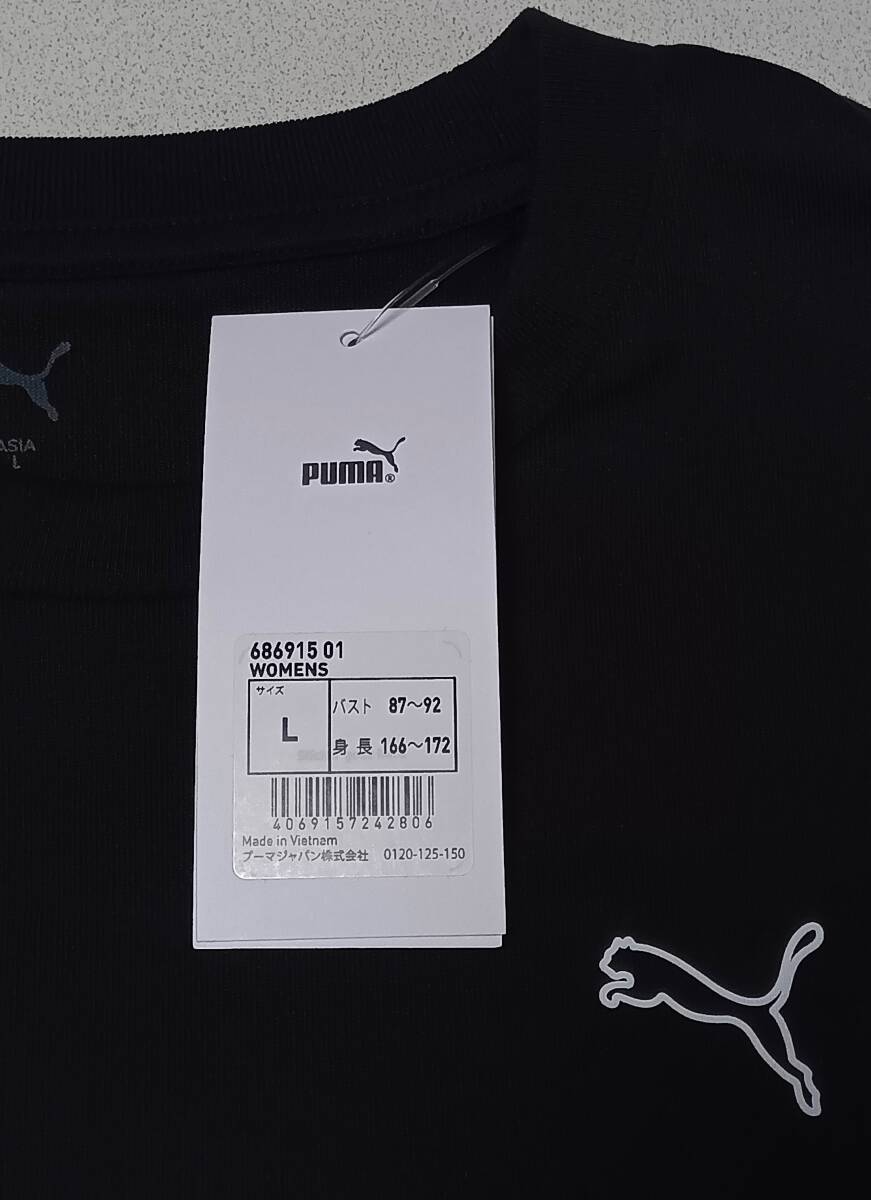 ASIA
L
PUMA®
686915 01
WOMENS
サイズ
L
バスト 87～92
身長 166～172
4069157242806
Made in Vietnam
プーマジャパン株式会社 0120-125-150